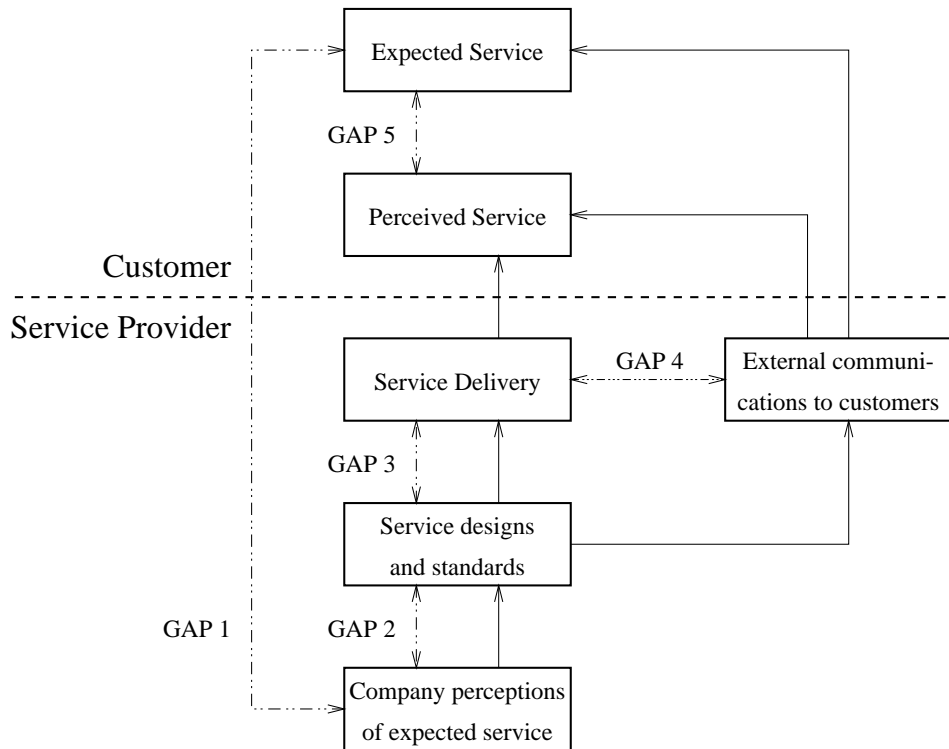 Expected Service
GAP 5
Perceived Service
Customer
Service Provider
Service Delivery
GAP 4
External communi-
cations to customers
GAP 3
Service designs
and standards
GAP 1
GAP 2
Company perceptions
of expected service